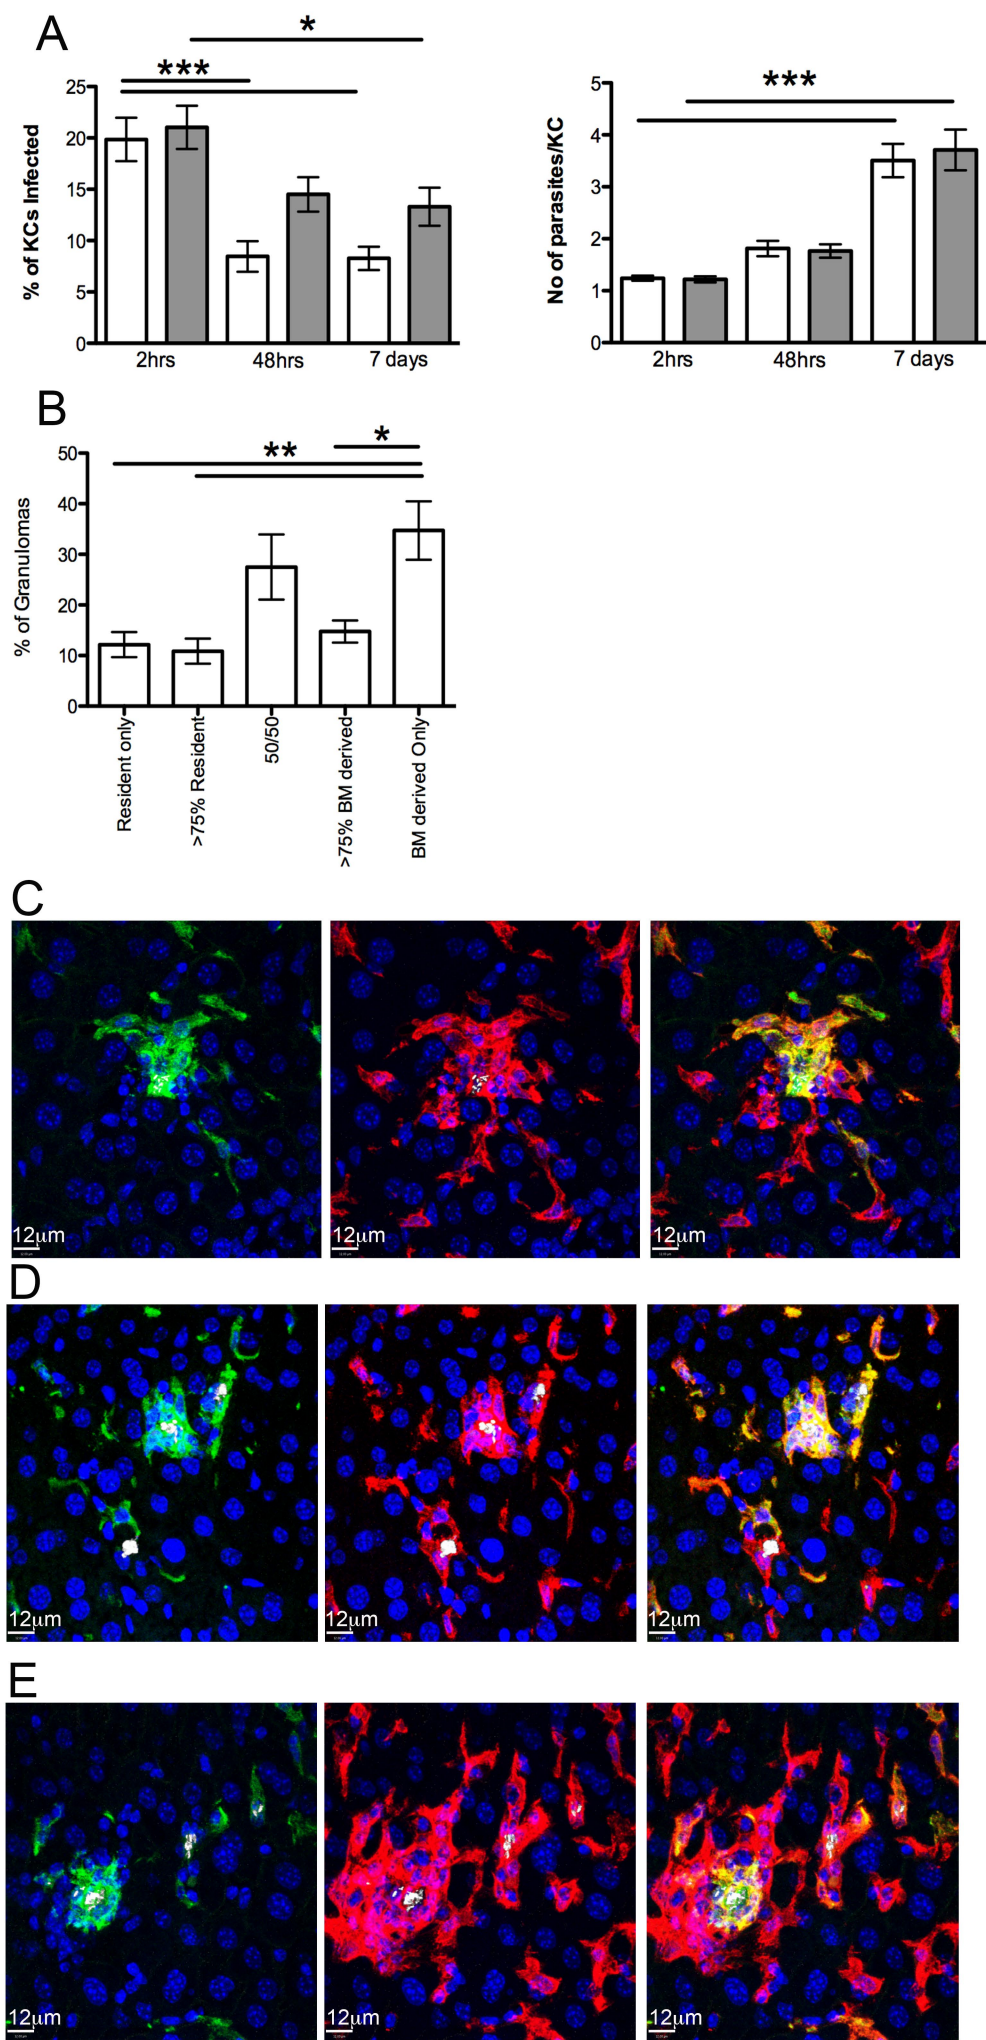 A
*
***
% of KCs Infected
25
20
15
10
5
0
2hrs
48hrs
7 days
***
No of parasites/KC
5
4
3
2
1
0
2hrs
48hrs
7 days
B
**
*
% of Granulomas
50
40
30
20
10
0
Resident only
>75% Resident
50/50
>75% BM derived
BM derived Only
C
12µm
12µm
12µm
D
12µm
12µm
12µm
E
12µm
12µm
12µm